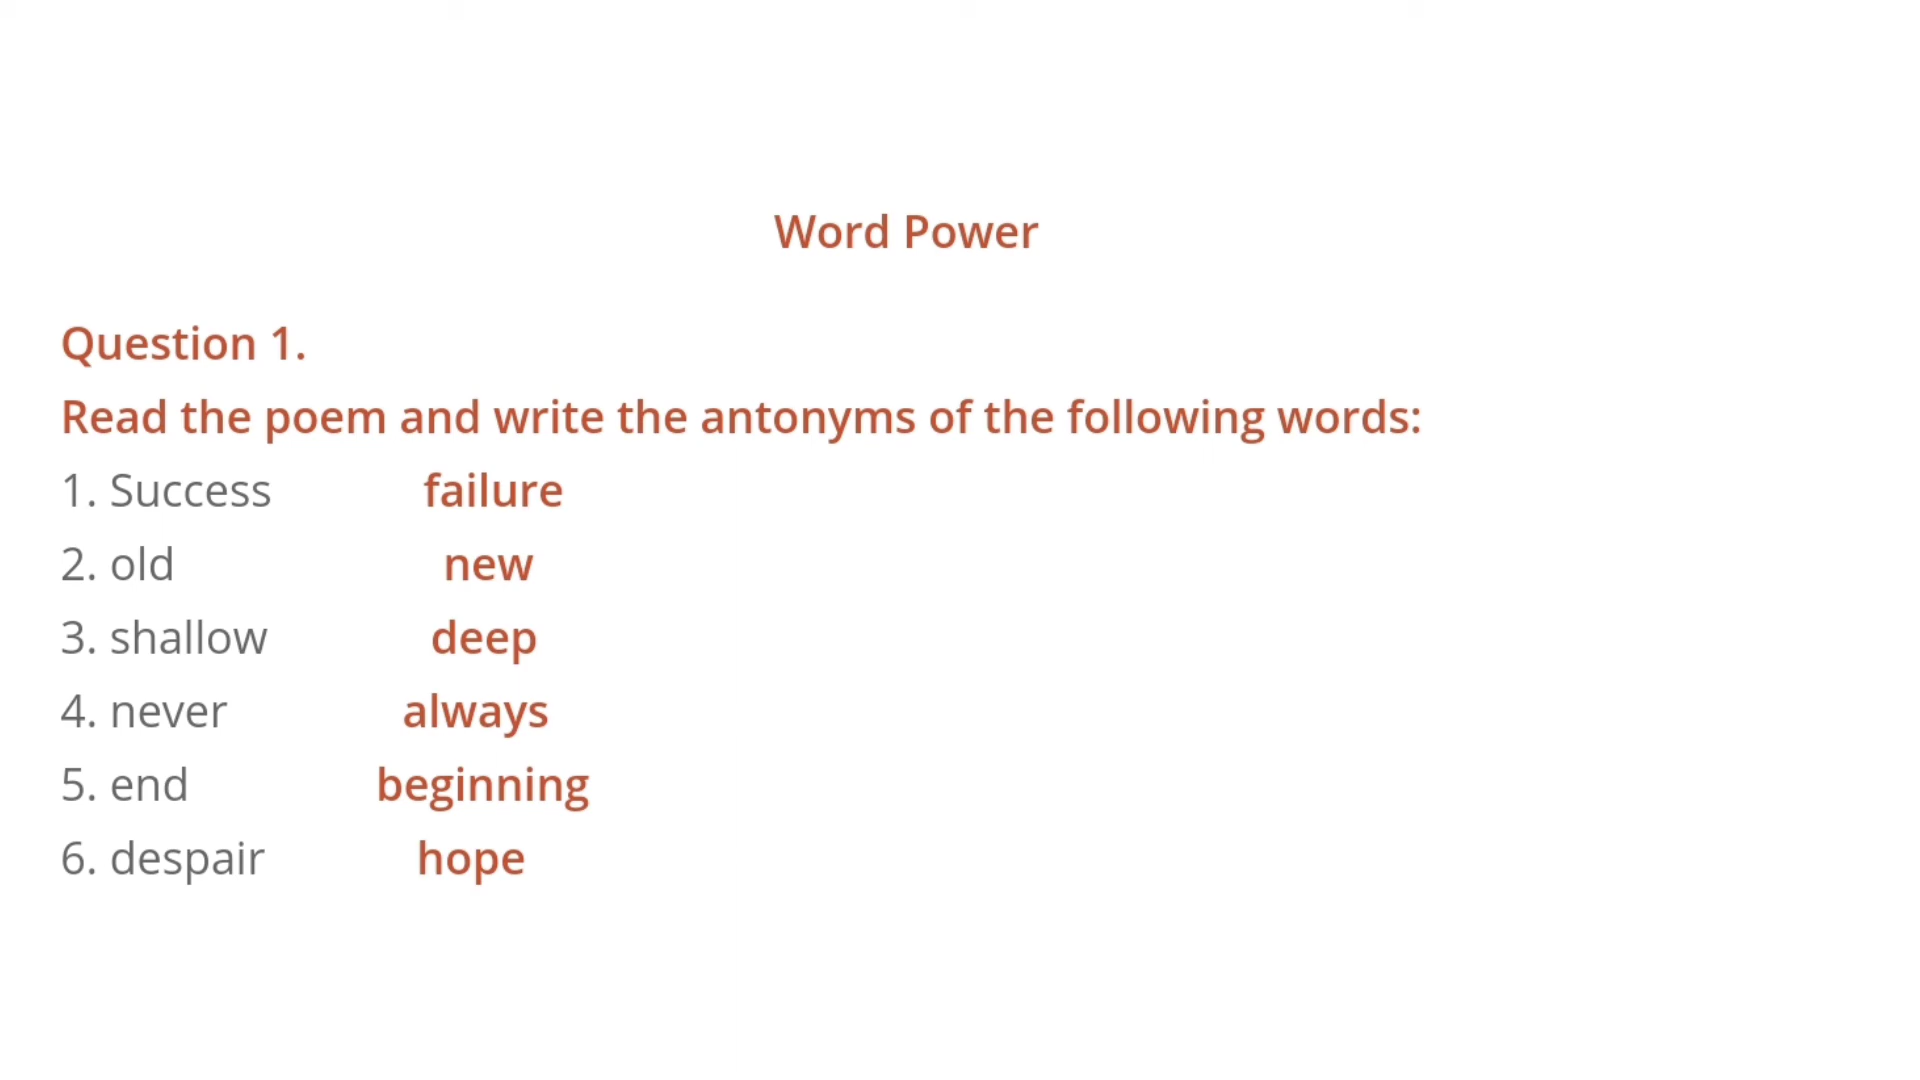 Word Power
Question 1.
Read the poem and write the antonyms of the following words:
1. Success failure
2. old new
3. shallow deep
4. never always
5. end beginning
6. despair hope